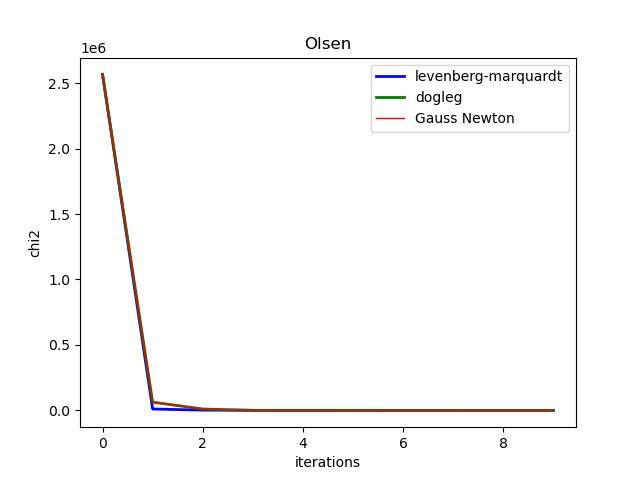 Olsen
1e6
levenberg-marquardt
dogleg
Gauss Newton
2.5
2.0
1.5
1.0
0.5
0.0
chi2
0 2 4 6 8
iterations